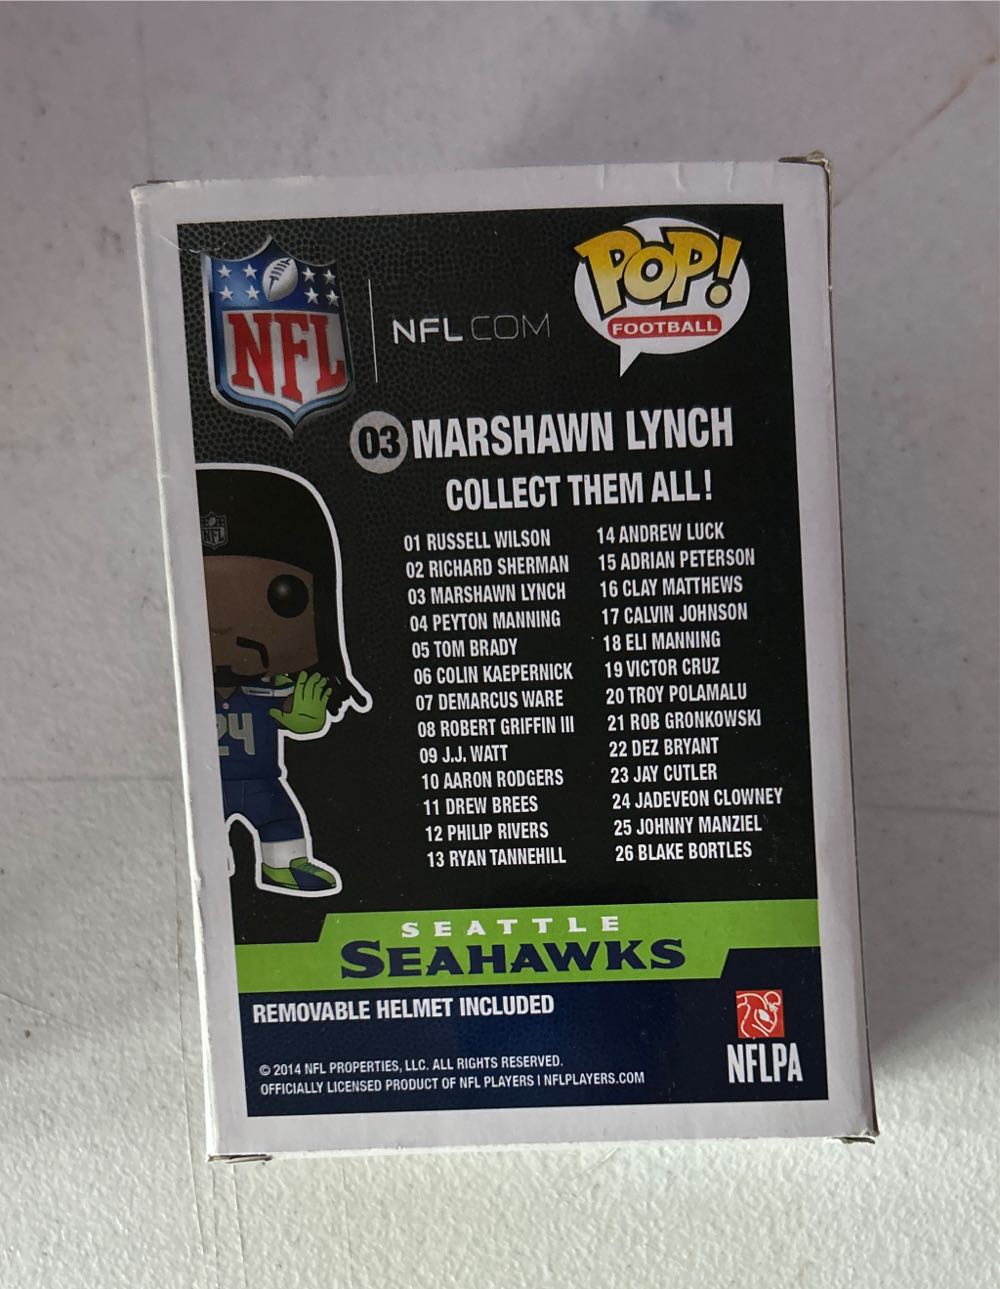 NFL
NFL.COM
POP!
FOOTBALL
03 MARSHAWN LYNCH
COLLECT THEM ALL!
01 RUSSELL WILSON
02 RICHARD SHERMAN
03 MARSHAWN LYNCH
04 PEYTON MANNING
05 TOM BRADY
06 COLIN KAEPERNICK
07 DEMARCUS WARE
08 ROBERT GRIFFIN III
09 J.J. WATT
10 AARON RODGERS
11 DREW BREES
12 PHILIP RIVERS
13 RYAN TANNEHILL
14 ANDREW LUCK
15 ADRIAN PETERSON
16 CLAY MATTHEWS
17 CALVIN JOHNSON
18 ELI MANNING
19 VICTOR CRUZ
20 TROY POLAMALU
21 ROB GRONKOWSKI
22 DEZ BRYANT
23 JAY CUTLER
24 JADEVEON CLOWNEY
25 JOHNNY MANZIEL
26 BLAKE BORTLES
NFL
24
SEATTLE
SEAHAWKS
REMOVABLE HELMET INCLUDED
© 2014 NFL PROPERTIES, LLC. ALL RIGHTS RESERVED.
OFFICIALLY LICENSED PRODUCT OF NFL PLAYERS | NFLPLAYERS.COM
NFLPA